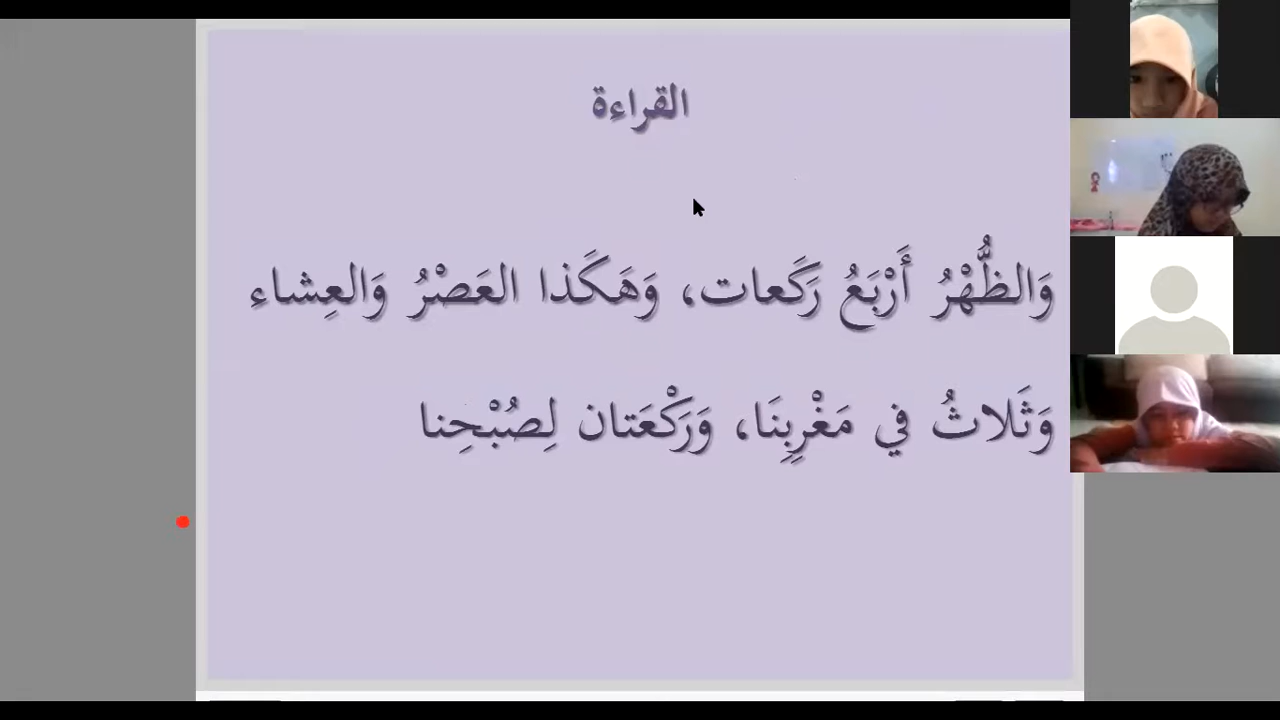 القراءة
وَالظُّهْرُ أَرْبَعُ رَكَعات، وَهَكَذا العَصْرُ وَالعِشاء
وَثَلاثُ في مَغْرِبِنَا، وَرَكْعَتان لِصُبْحِنا